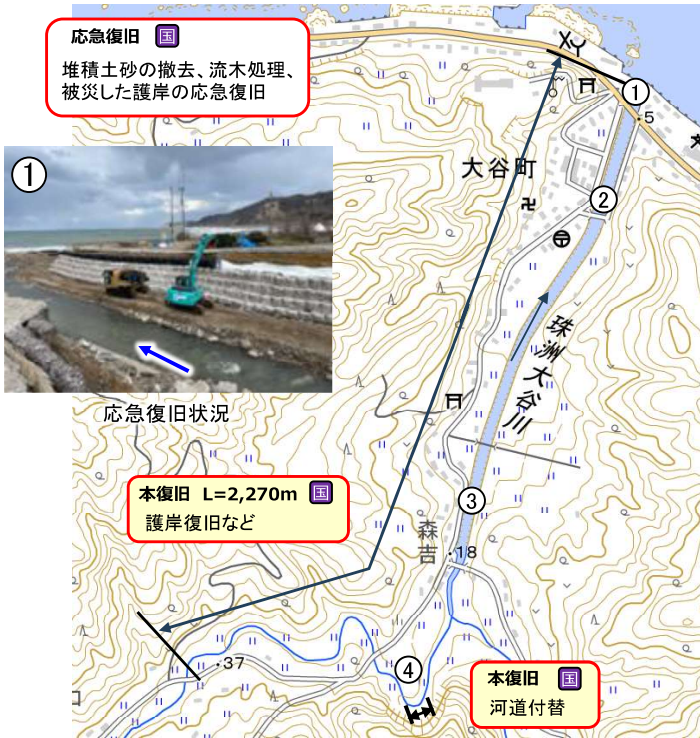 応急復旧 国
堆積土砂の撤去、流木処理、
被災した護岸の応急復旧
①
応急復旧状況
①
・5
大谷町
②
珠洲大谷川
本復旧 L=2,270m 国
護岸復旧など
③
森吉
・18
・37
④
本復旧 国
河道付替